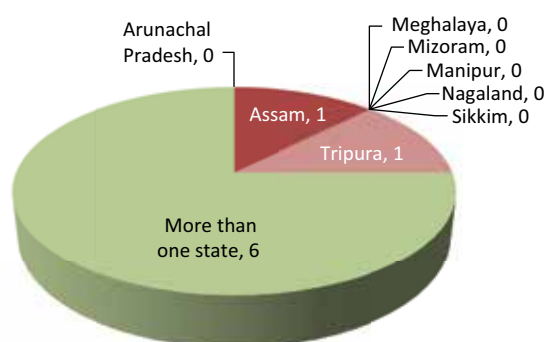 Arunachal
Pradesh, 0
Meghalaya, 0
Mizoram, 0
Manipur, 0
Nagaland, 0
Sikkim, 0
Assam, 1
Tripura, 1
More than
one state, 6